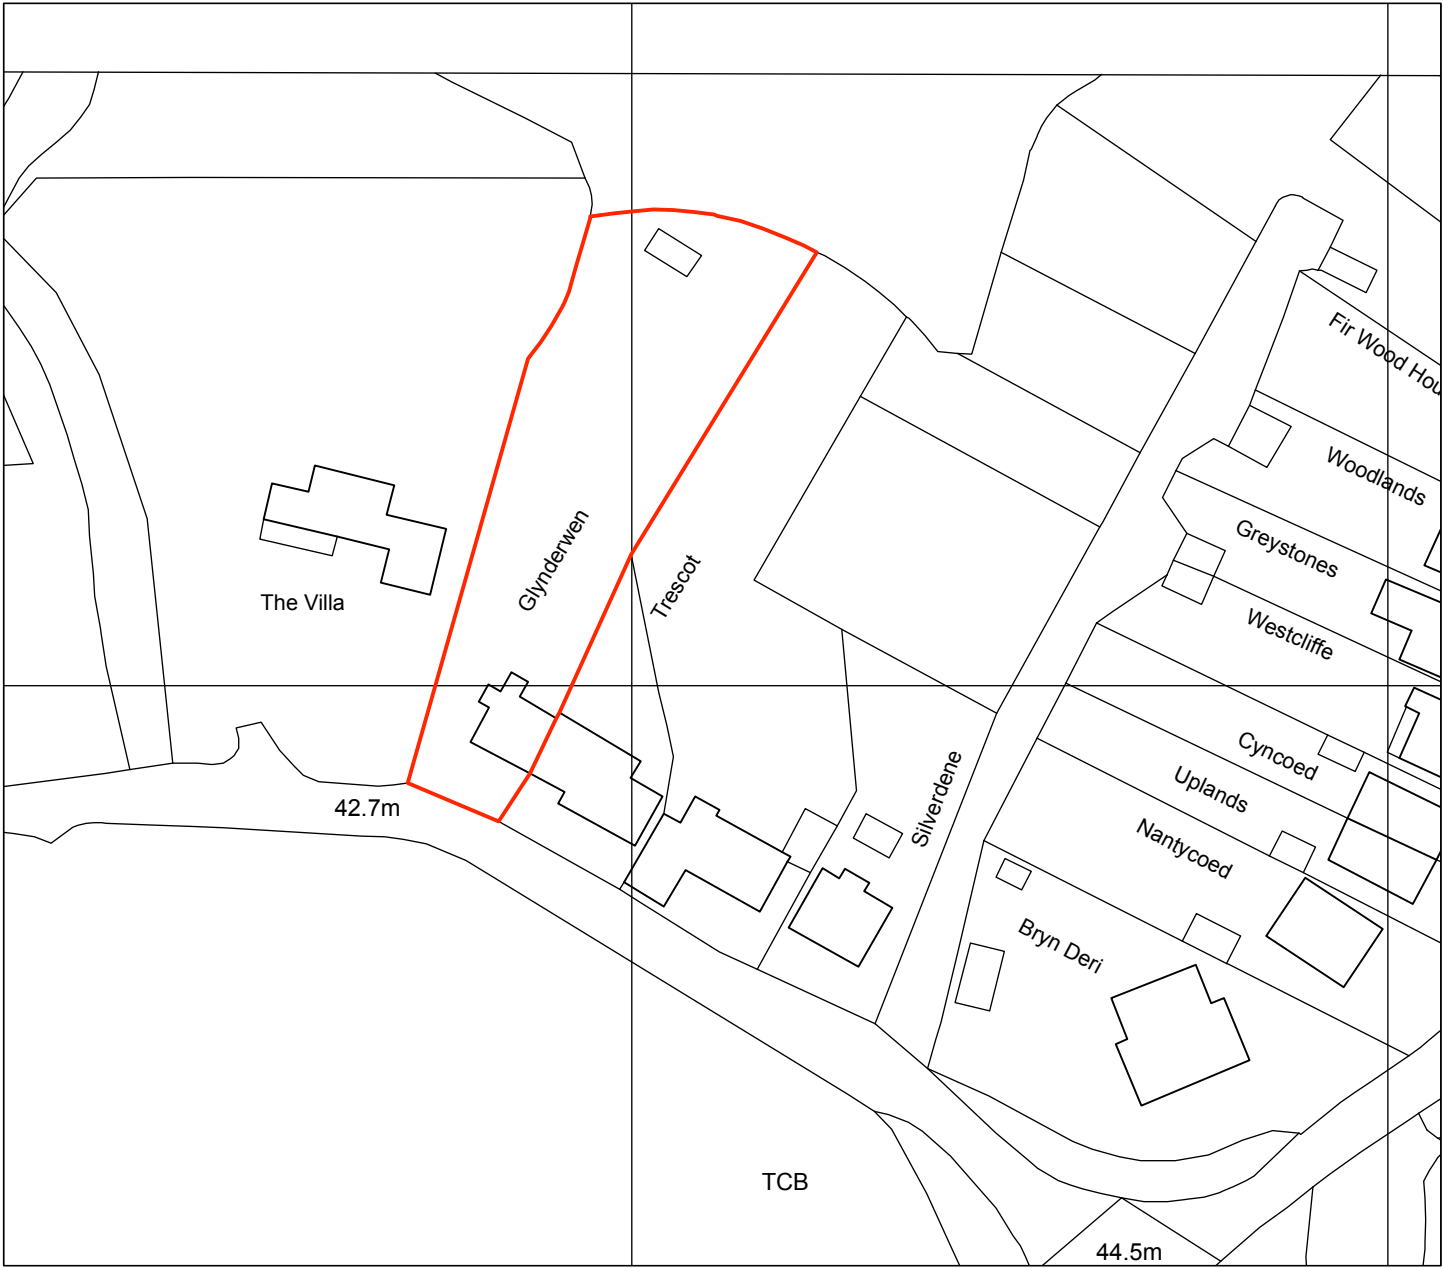 Fir Wood Hou
Woodlands
Greystones
Glynderwen
Trescot
The Villa
Westcliffe
Cyncoed
Uplands
Silverdene
42.7m
Nantycoed
Bryn Deri
TCB
44.5m